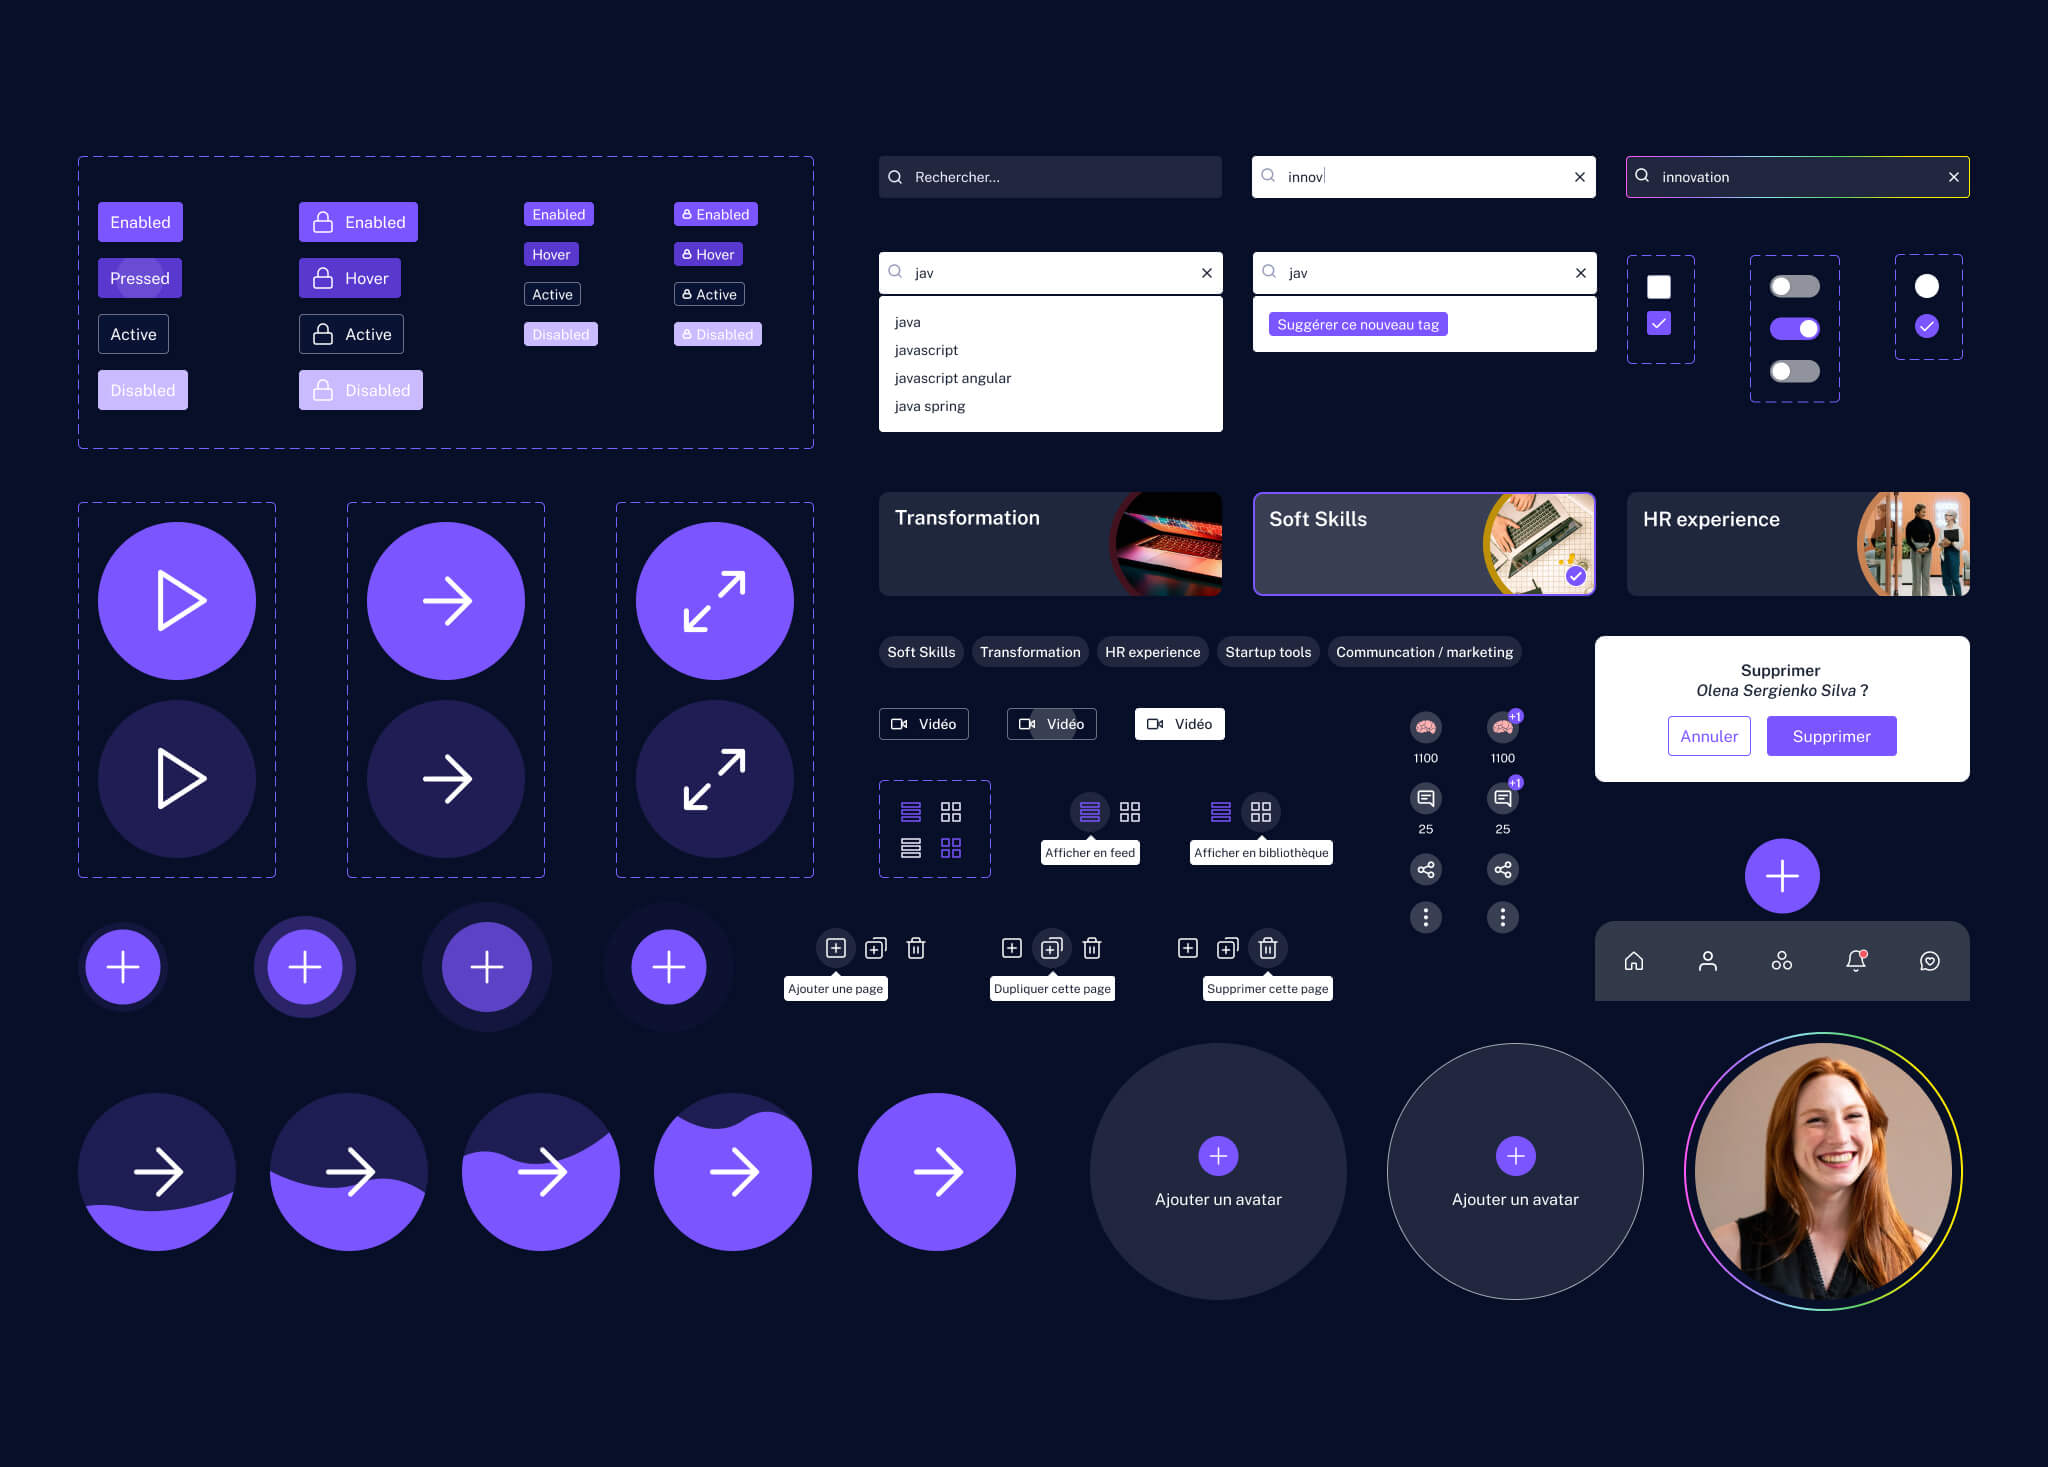 Enabled
Pressed
Active
Disabled
Enabled
Hover
Active
Disabled
Enabled
Hover
Active
Disabled
Enabled
Hover
Active
Disabled
Rechercher...
innov
innovation
jav
java
javascript
javascript angular
java spring
jav
Suggérer ce nouveau tag
Transformation
Soft Skills
HR experience
Soft Skills
Transformation
HR experience
Startup tools
Communcation / marketing
Vidéo
Vidéo
Vidéo
Afficher en feed
Afficher en bibliothèque
1100
25
+1
1100
+1
25
Supprimer
Olena Sergienko Silva ?
Annuler
Supprimer
Ajouter une page
Dupliquer cette page
Supprimer cette page
Ajouter un avatar
Ajouter un avatar